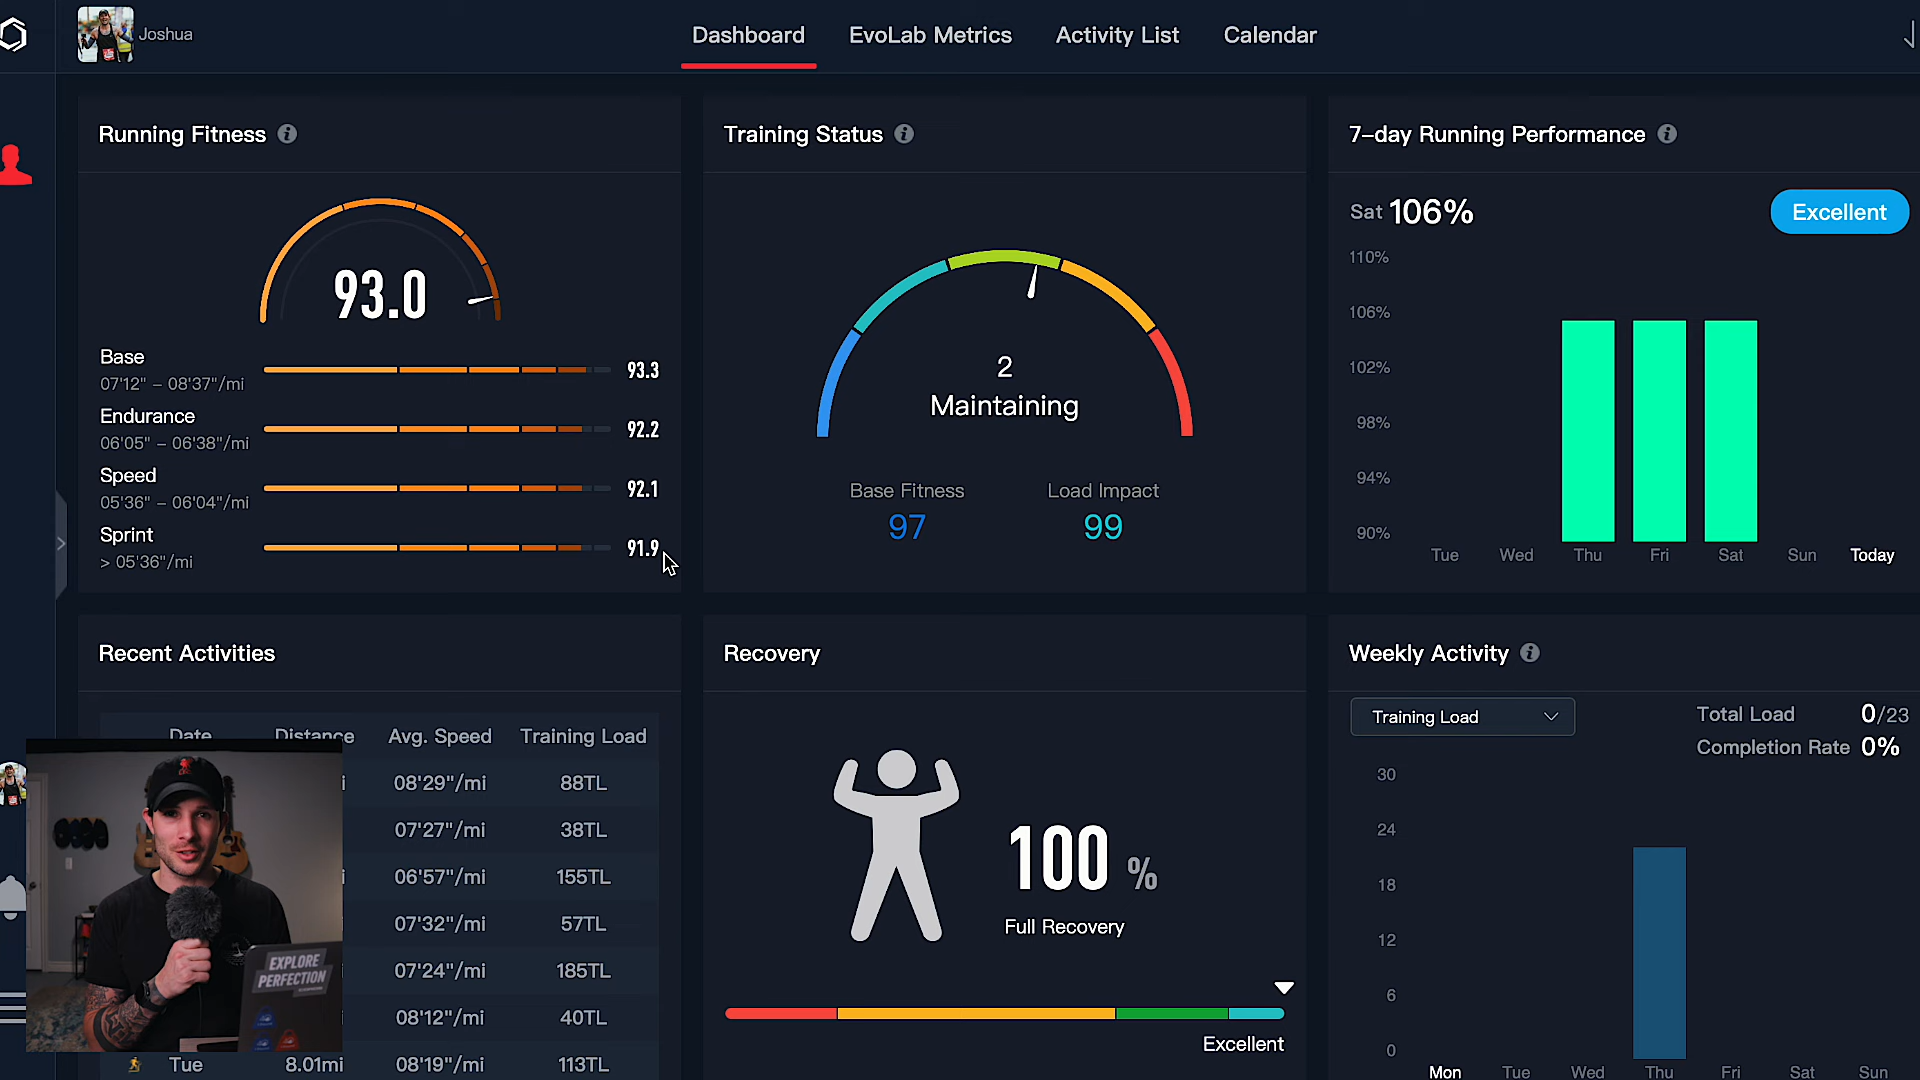 Joshua
Dashboard
EvoLab Metrics
Activity List
Calendar
Running Fitness
93.0
Base
07'12" – 08'37"/mi
93.3
Endurance
06'05" – 06'38"/mi
92.2
Speed
05'36" – 06'04"/mi
92.1
Sprint
> 05'36"/mi
91.9
Training Status
2
Maintaining
Base Fitness
97
Load Impact
99
7-day Running Performance
Sat 106%
Excellent
110%
106%
102%
98%
94%
90%
Tue Wed Thu Fri Sat Sun Today
Recent Activities
Date Distance Avg. Speed Training Load
08'29"/mi 88TL
07'27"/mi 38TL
06'57"/mi 155TL
07'32"/mi 57TL
07'24"/mi 185TL
08'12"/mi 40TL
Tue 8.01mi 08'19"/mi 113TL
EXPLORE
PERFECTION
Recovery
100 %
Full Recovery
Excellent
Weekly Activity
Training Load
Total Load 0/23
Completion Rate 0%
30
24
18
12
6
0
Mon Tue Wed Thu Fri Sat Sun